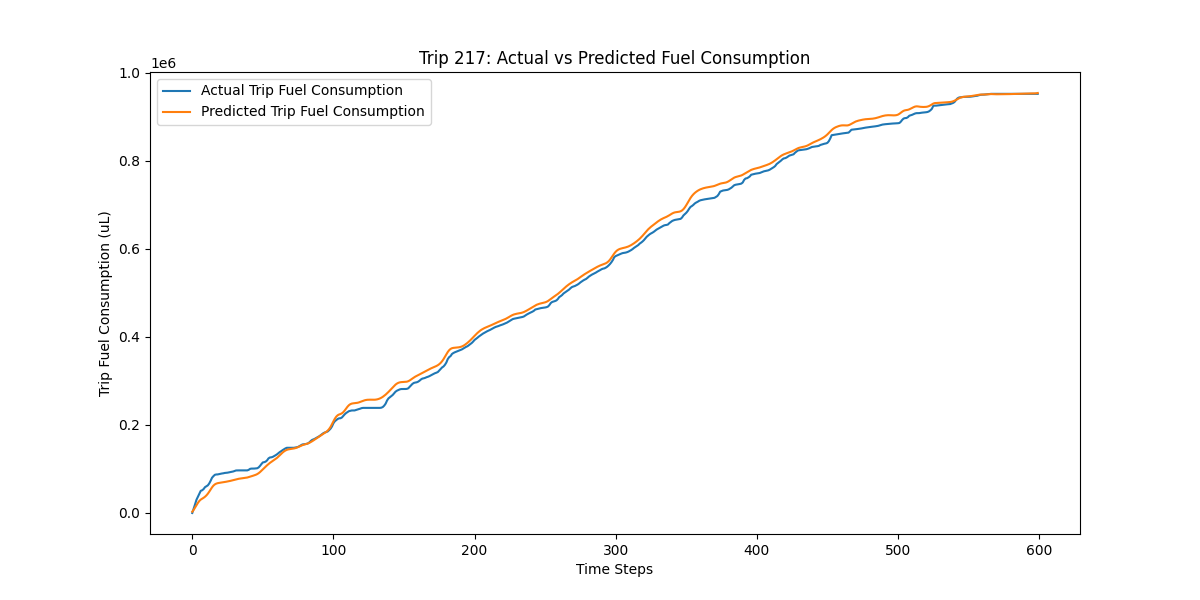 Trip 217: Actual vs Predicted Fuel Consumption
1e6
Actual Trip Fuel Consumption
Predicted Trip Fuel Consumption
1.0
0.8
0.6
0.4
0.2
0.0
Trip Fuel Consumption (uL)
0 100 200 300 400 500 600
Time Steps